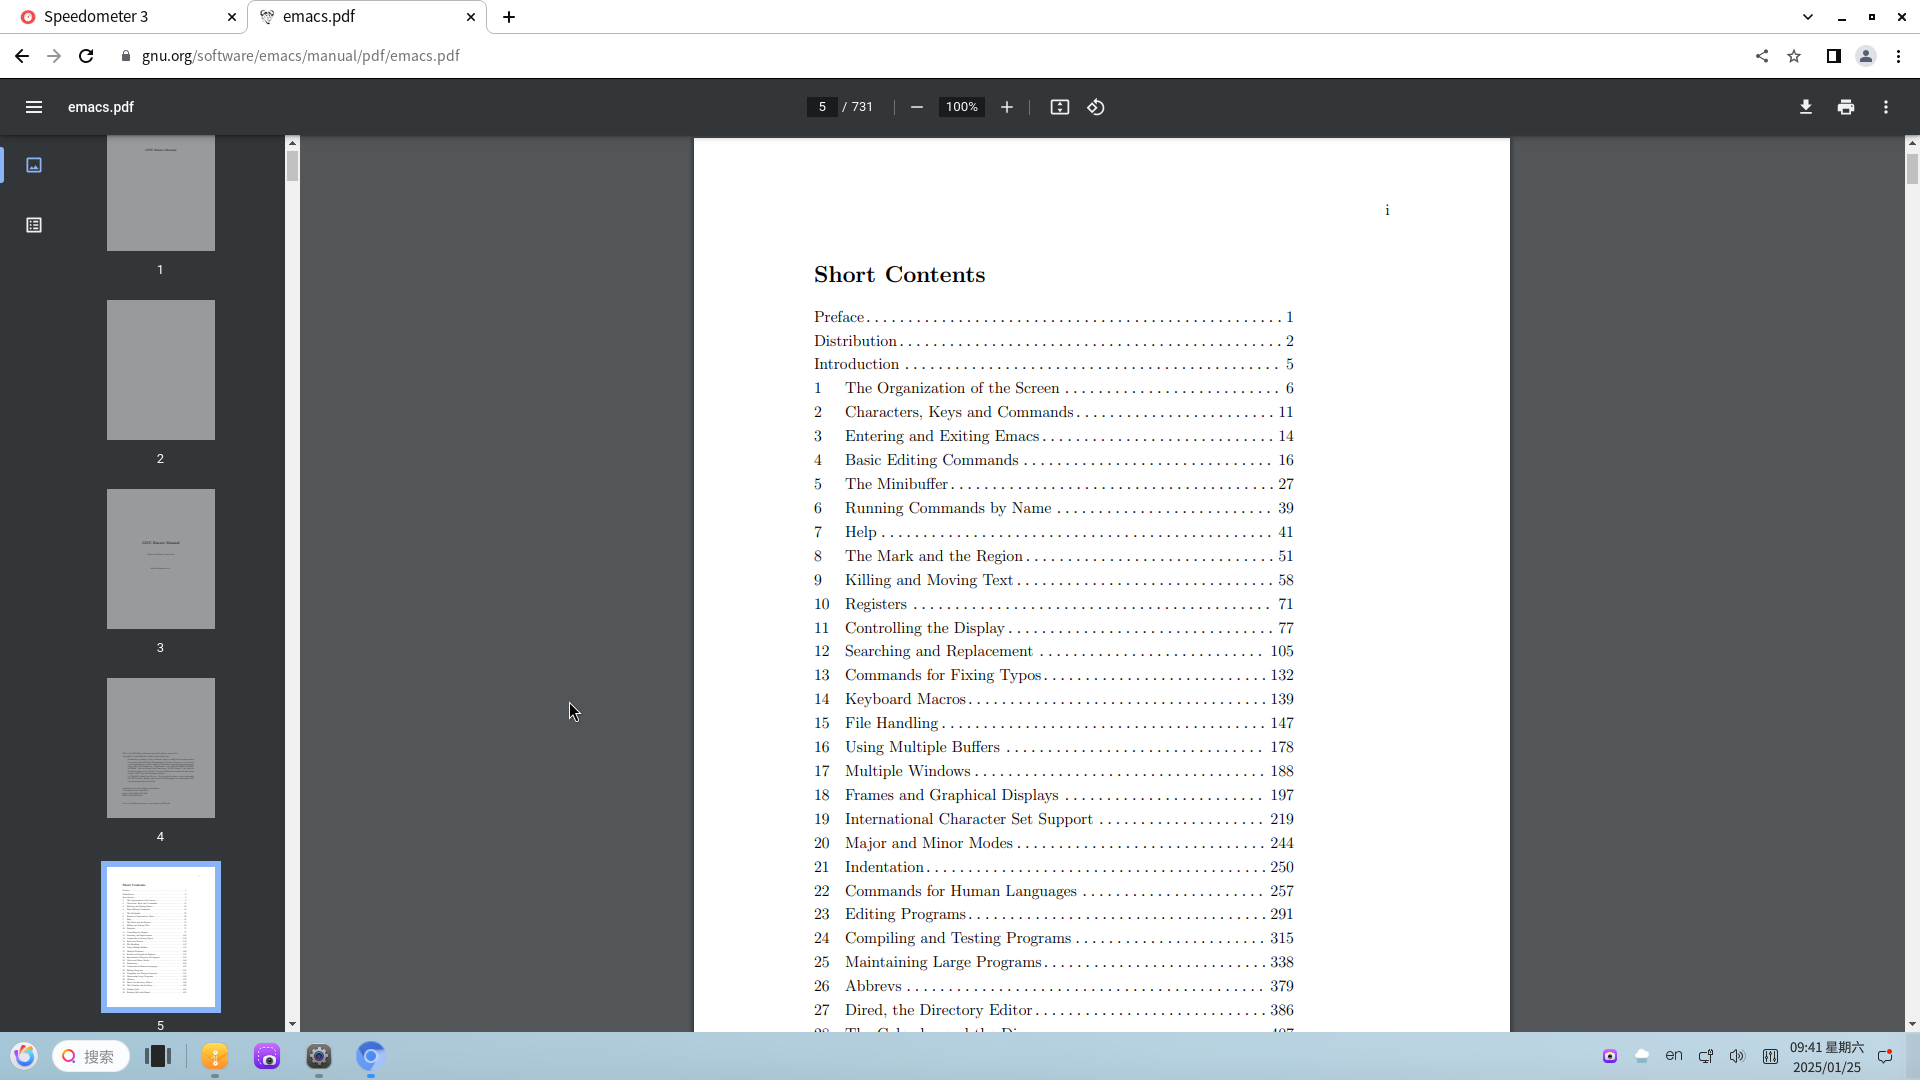 Speedometer 3
emacs.pdf
gnu.org/software/emacs/manual/pdf/emacs.pdf
emacs.pdf
5 / 731
100%
1
2
3
4
5
i
Short Contents
Preface 1
Distribution 2
Introduction 5
1 The Organization of the Screen 6
2 Characters, Keys and Commands 11
3 Entering and Exiting Emacs 14
4 Basic Editing Commands 16
5 The Minibuffer 27
6 Running Commands by Name 39
7 Help 41
8 The Mark and the Region 51
9 Killing and Moving Text 58
10 Registers 71
11 Controlling the Display 77
12 Searching and Replacement 105
13 Commands for Fixing Typos 132
14 Keyboard Macros 139
15 File Handling 147
16 Using Multiple Buffers 178
17 Multiple Windows 188
18 Frames and Graphical Displays 197
19 International Character Set Support 219
20 Major and Minor Modes 244
21 Indentation 250
22 Commands for Human Languages 257
23 Editing Programs 291
24 Compiling and Testing Programs 315
25 Maintaining Large Programs 338
26 Abbrevs 379
27 Dired, the Directory Editor 386
搜索
en
09:41 星期六
2025/01/25